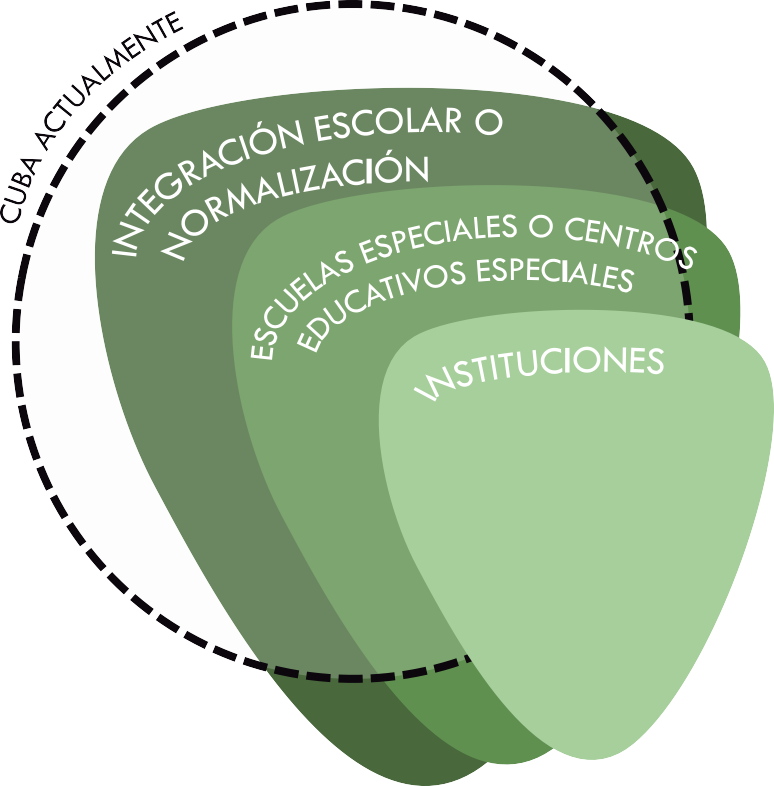 CUBA ACTUALMENTE
INTEGRACIÓN ESCOLAR O
NORMALIZACIÓN
ESCUELAS ESPECIALES O CENTROS
EDUCATIVOS ESPECIALES
INSTITUCIONES